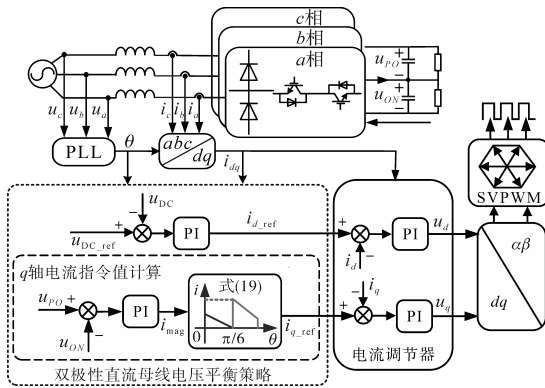 c相
b相
a相
u_c u_b u_a
i_c i_b i_a
u_PO + −
u_ON + −
PLL
θ
abc
dq
i_dq
SVPWM
− u_DC
u_DC_ref +
PI
i_d_ref
+ −
i_d
PI
u_d
αβ
dq
q轴电流指令值计算
u_PO +
u_ON −
PI
i_mag
i
式(19)
0 π/6 θ
i_q_ref
− i_q
+
PI
u_q
电流调节器
双极性直流母线电压平衡策略